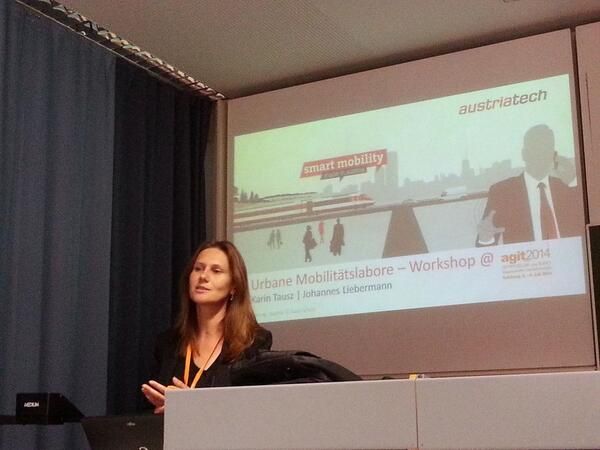 austriatech
smart mobility
Urbane Mobilitätslabore – Workshop @ agit2014
Karin Tausz | Johannes Liebermann
MEDIUM